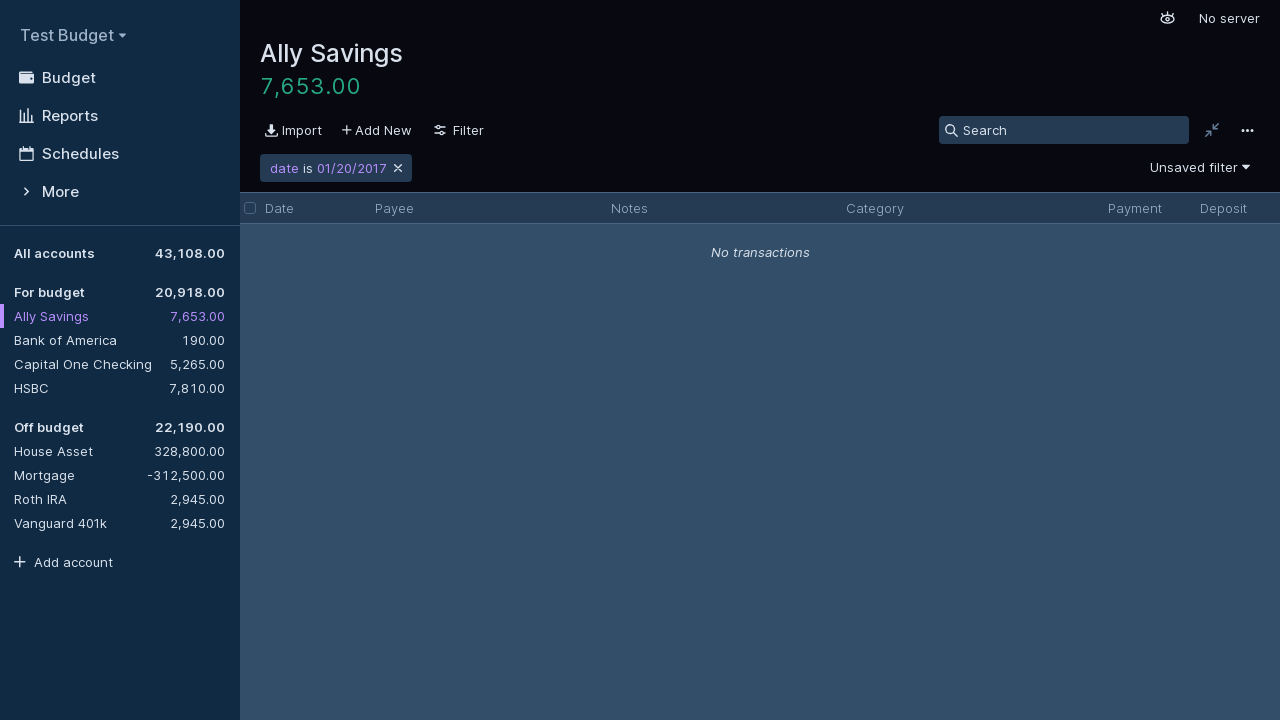 Test Budget
Budget
Reports
Schedules
More
All accounts 43,108.00
For budget 20,918.00
Ally Savings 7,653.00
Bank of America 190.00
Capital One Checking 5,265.00
HSBC 7,810.00
Off budget 22,190.00
House Asset 328,800.00
Mortgage -312,500.00
Roth IRA 2,945.00
Vanguard 401k 2,945.00
Add account
No server
Ally Savings
7,653.00
Import Add New Filter Search
date is 01/20/2017 Unsaved filter
Date Payee Notes Category Payment Deposit
No transactions